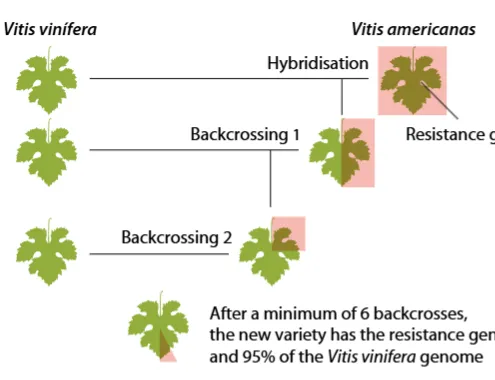 Vitis vinífera
Vitis americanas
Hybridisation
Backcrossing 1
Resistance g
Backcrossing 2
After a minimum of 6 backcrosses,
the new variety has the resistance gen
and 95% of the Vitis vinifera genome